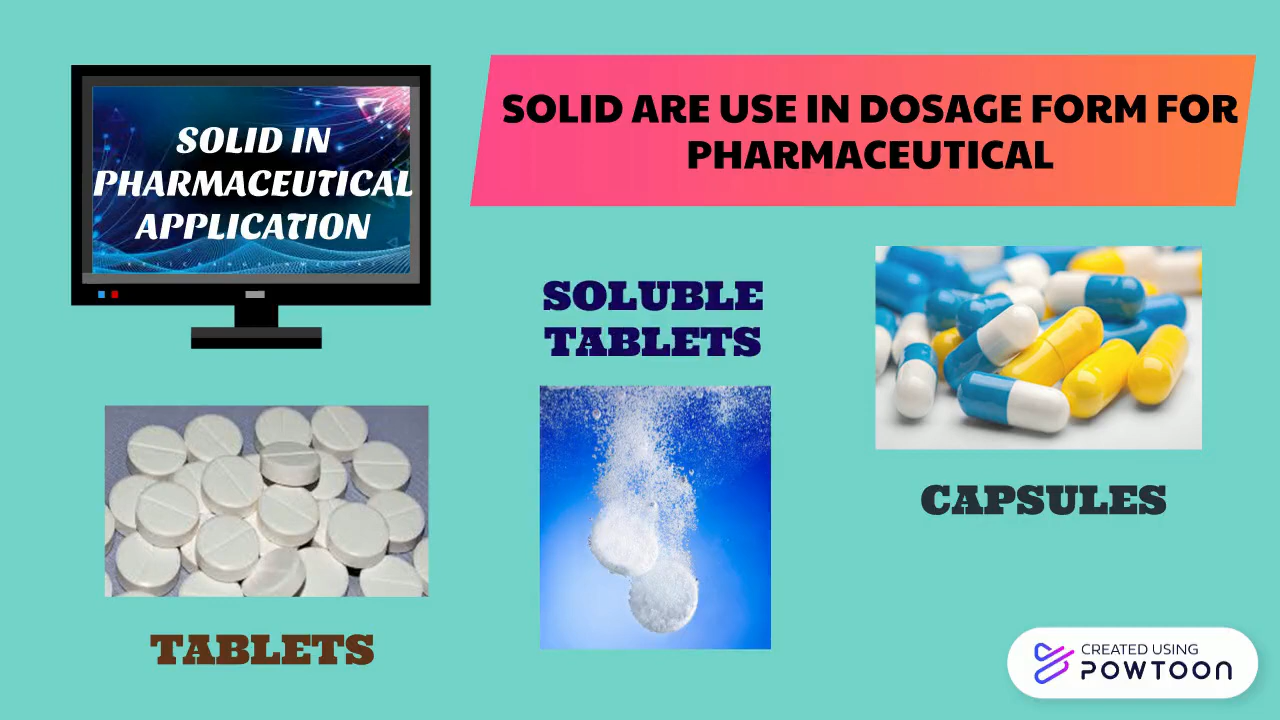 SOLID IN
PHARMACEUTICAL
APPLICATION
SOLID ARE USE IN DOSAGE FORM FOR
PHARMACEUTICAL
SOLUBLE
TABLETS
CAPSULES
TABLETS
CREATED USING
POWTOON